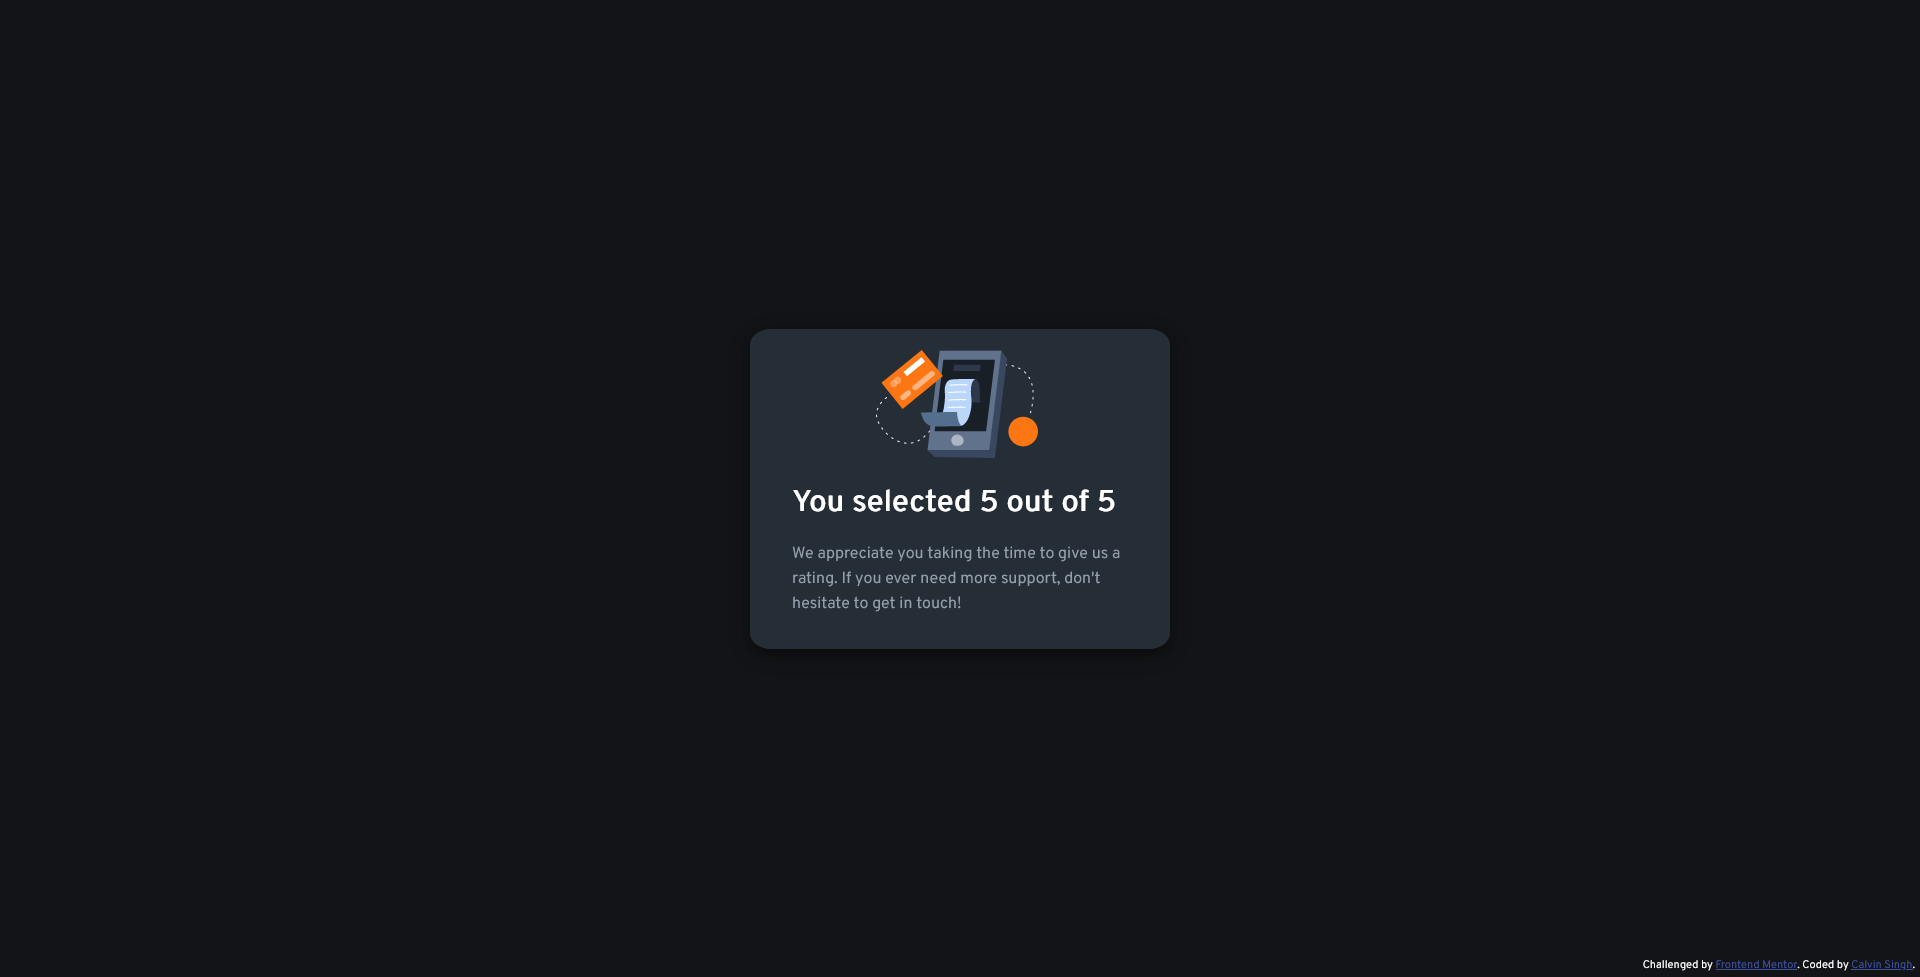 You selected 5 out of 5
We appreciate you taking the time to give us a
rating. If you ever need more support, don't
hesitate to get in touch!
Challenged by Frontend Mentor. Coded by Calvin Singh.